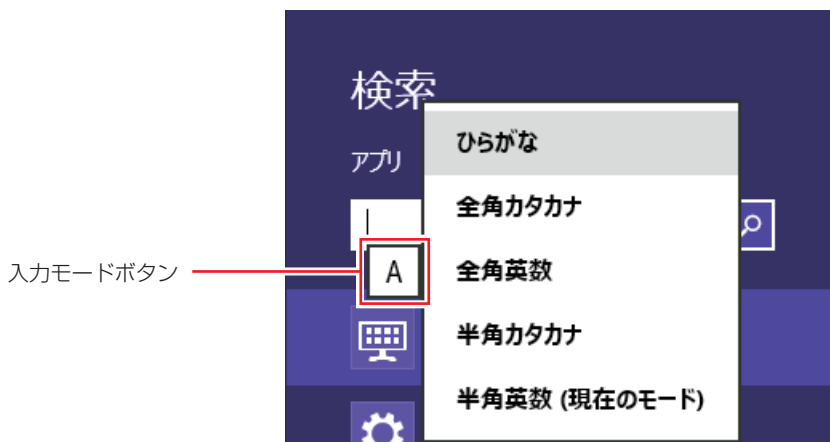 検索
アプリ
ひらがな
全角カタカナ
全角英数
半角カタカナ
半角英数 (現在のモード)
A
入力モードボタン